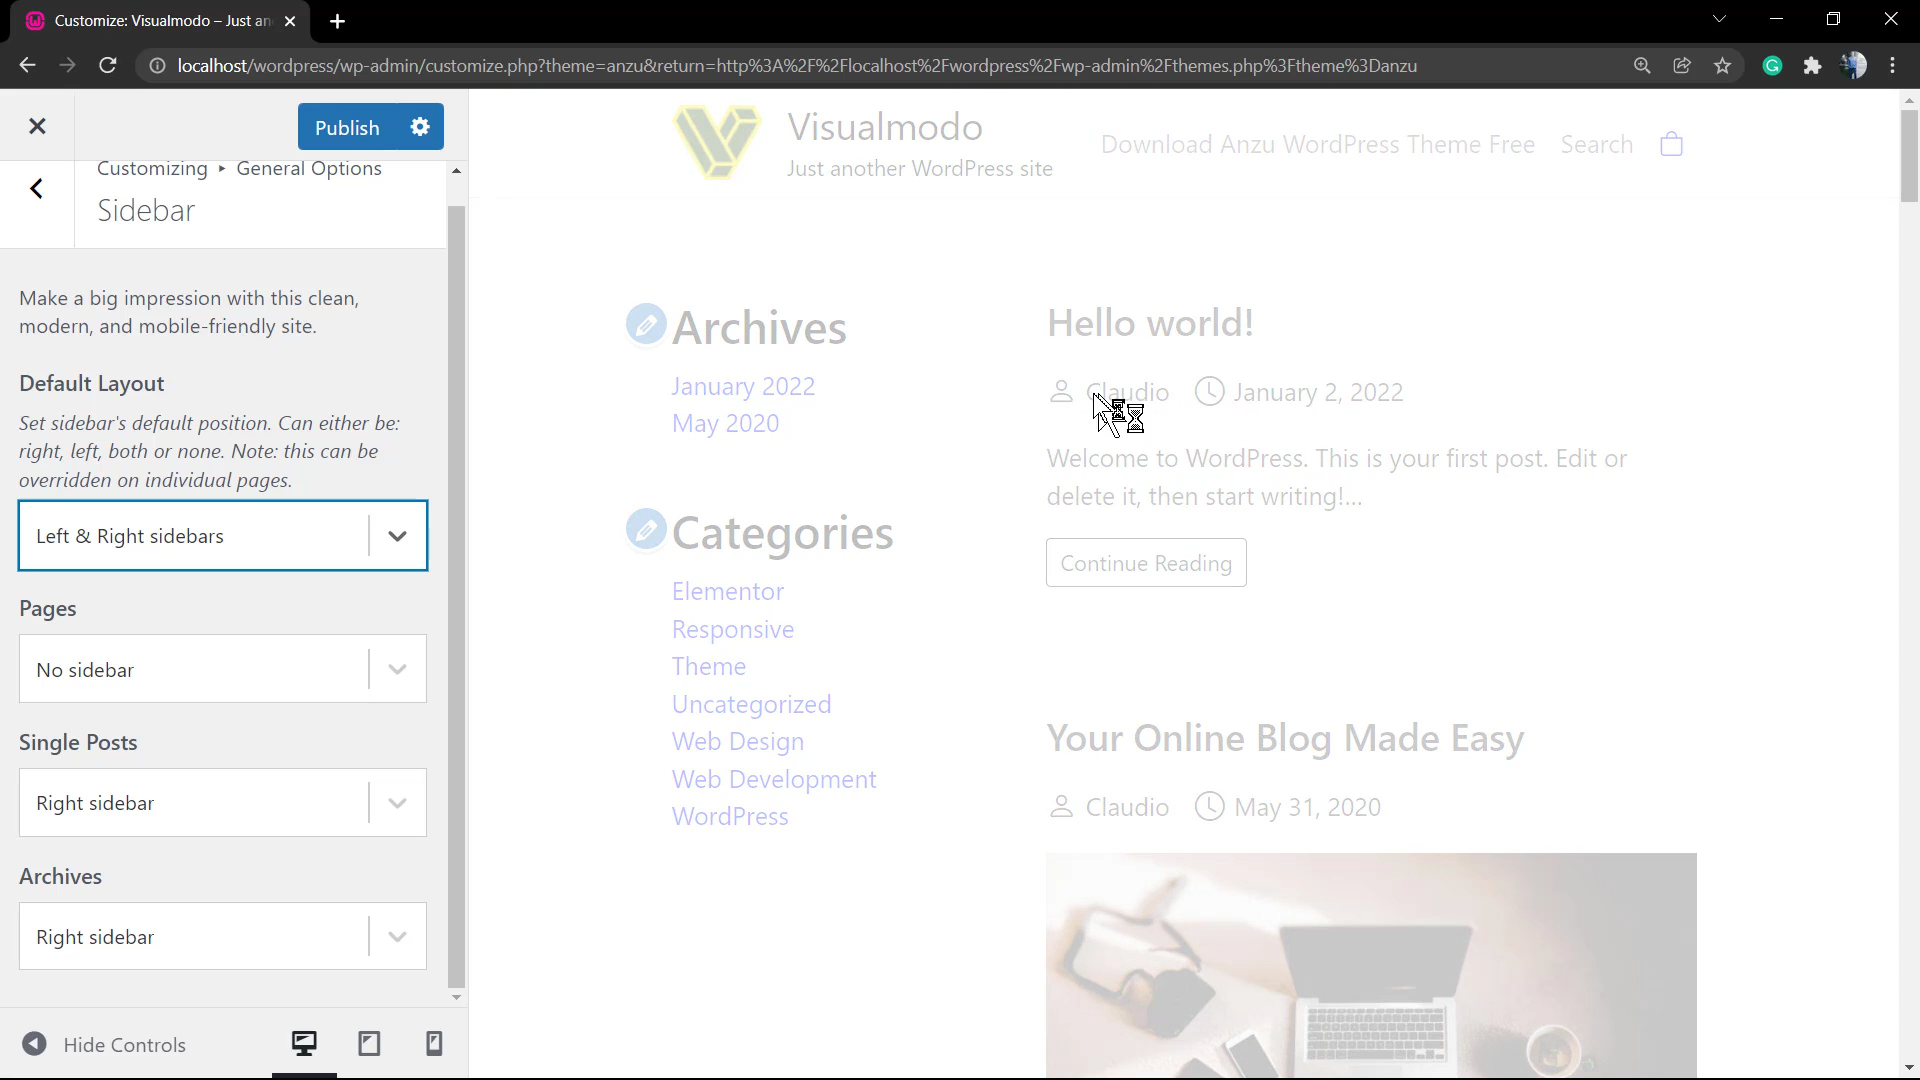 Customize: Visualmodo – Just an
localhost/wordpress/wp-admin/customize.php?theme=anzu&return=http%3A%2F%2Flocalhost%2Fwordpress%2Fwp-admin%2Fthemes.php%3Ftheme%3Danzu
Publish
Customizing ▸ General Options
Sidebar
Make a big impression with this clean,
modern, and mobile-friendly site.
Default Layout
Set sidebar's default position. Can either be:
right, left, both or none. Note: this can be
overridden on individual pages.
Left & Right sidebars
Pages
No sidebar
Single Posts
Right sidebar
Archives
Right sidebar
Hide Controls
Visualmodo
Just another WordPress site
Download Anzu WordPress Theme Free Search
Archives
January 2022
May 2020
Categories
Elementor
Responsive
Theme
Uncategorized
Web Design
Web Development
WordPress
Hello world!
Claudio January 2, 2022
Welcome to WordPress. This is your first post. Edit or
delete it, then start writing!...
Continue Reading
Your Online Blog Made Easy
Claudio May 31, 2020